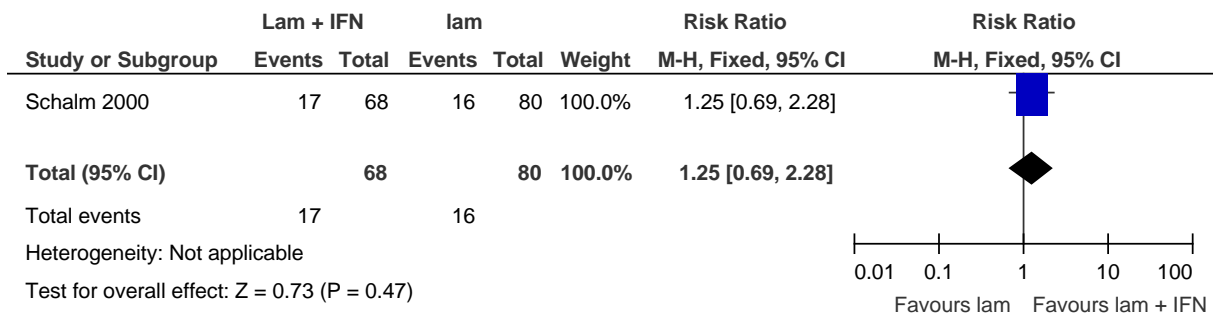 Lam + IFN lam Risk Ratio Risk Ratio
Study or Subgroup Events Total Events Total Weight M-H, Fixed, 95% CI M-H, Fixed, 95% CI
Schalm 2000 17 68 16 80 100.0% 1.25 [0.69, 2.28]
Total (95% CI) 68 80 100.0% 1.25 [0.69, 2.28]
Total events 17 16
Heterogeneity: Not applicable
Test for overall effect: Z = 0.73 (P = 0.47)
0.01 0.1 1 10 100
Favours lam Favours lam + IFN